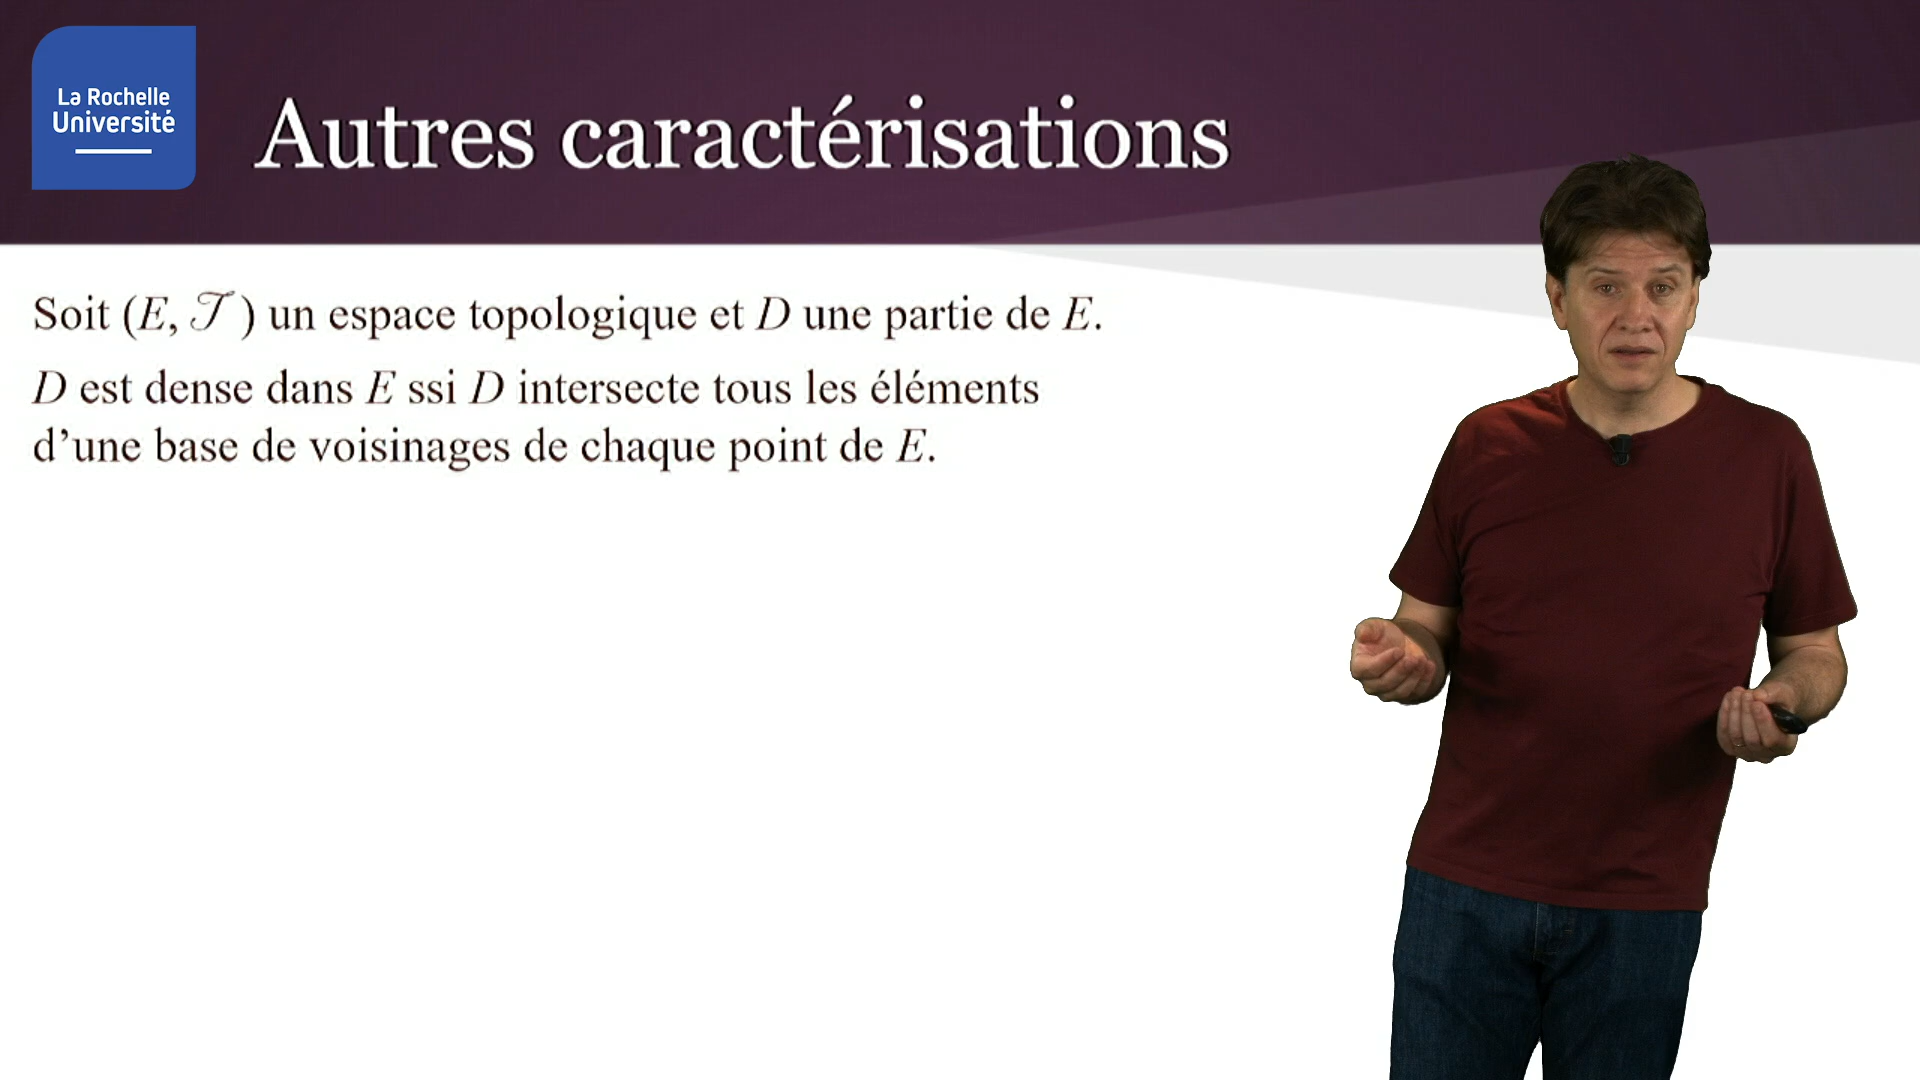 La Rochelle
Université
Autres caractérisations
Soit (E, 𝒯 ) un espace topologique et D une partie de E.
D est dense dans E ssi D intersecte tous les éléments
d’une base de voisinages de chaque point de E.